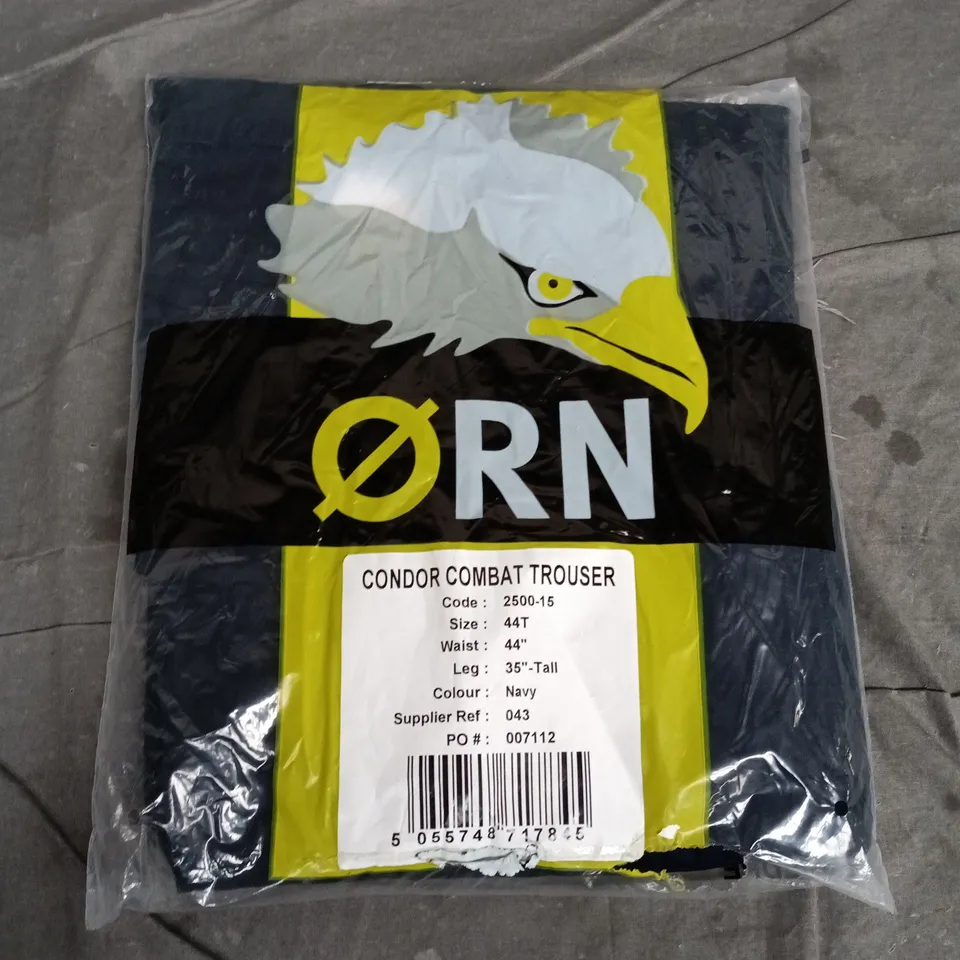 ØRN
CONDOR COMBAT TROUSER
Code : 2500-15
Size : 44T
Waist : 44"
Leg : 35"-Tall
Colour : Navy
Supplier Ref : 043
PO # : 007112
5 055748 717845